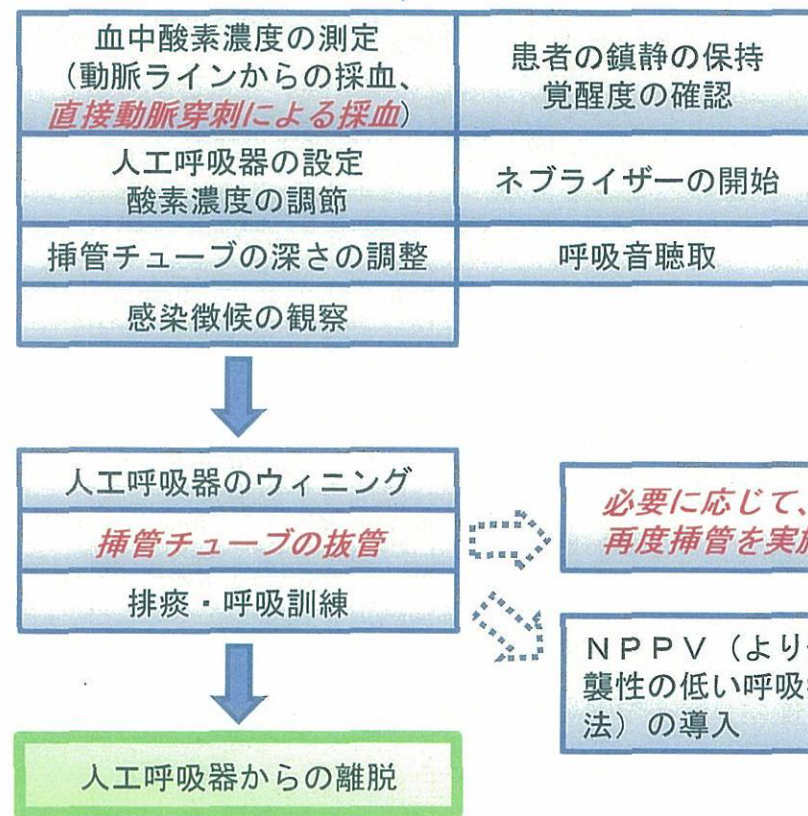 血中酸素濃度の測定
（動脈ラインからの採血、
直接動脈穿刺による採血）
患者の鎮静の保持
覚醒度の確認
人工呼吸器の設定
酸素濃度の調節
ネブライザーの開始
挿管チューブの深さの調整
呼吸音聴取
感染徴候の観察
人工呼吸器のウィニング
挿管チューブの抜管
排痰・呼吸訓練
必要に応じて、
再度挿管を実施
ＮＰＰＶ（より
襲性の低い呼吸
法）の導入
人工呼吸器からの離脱